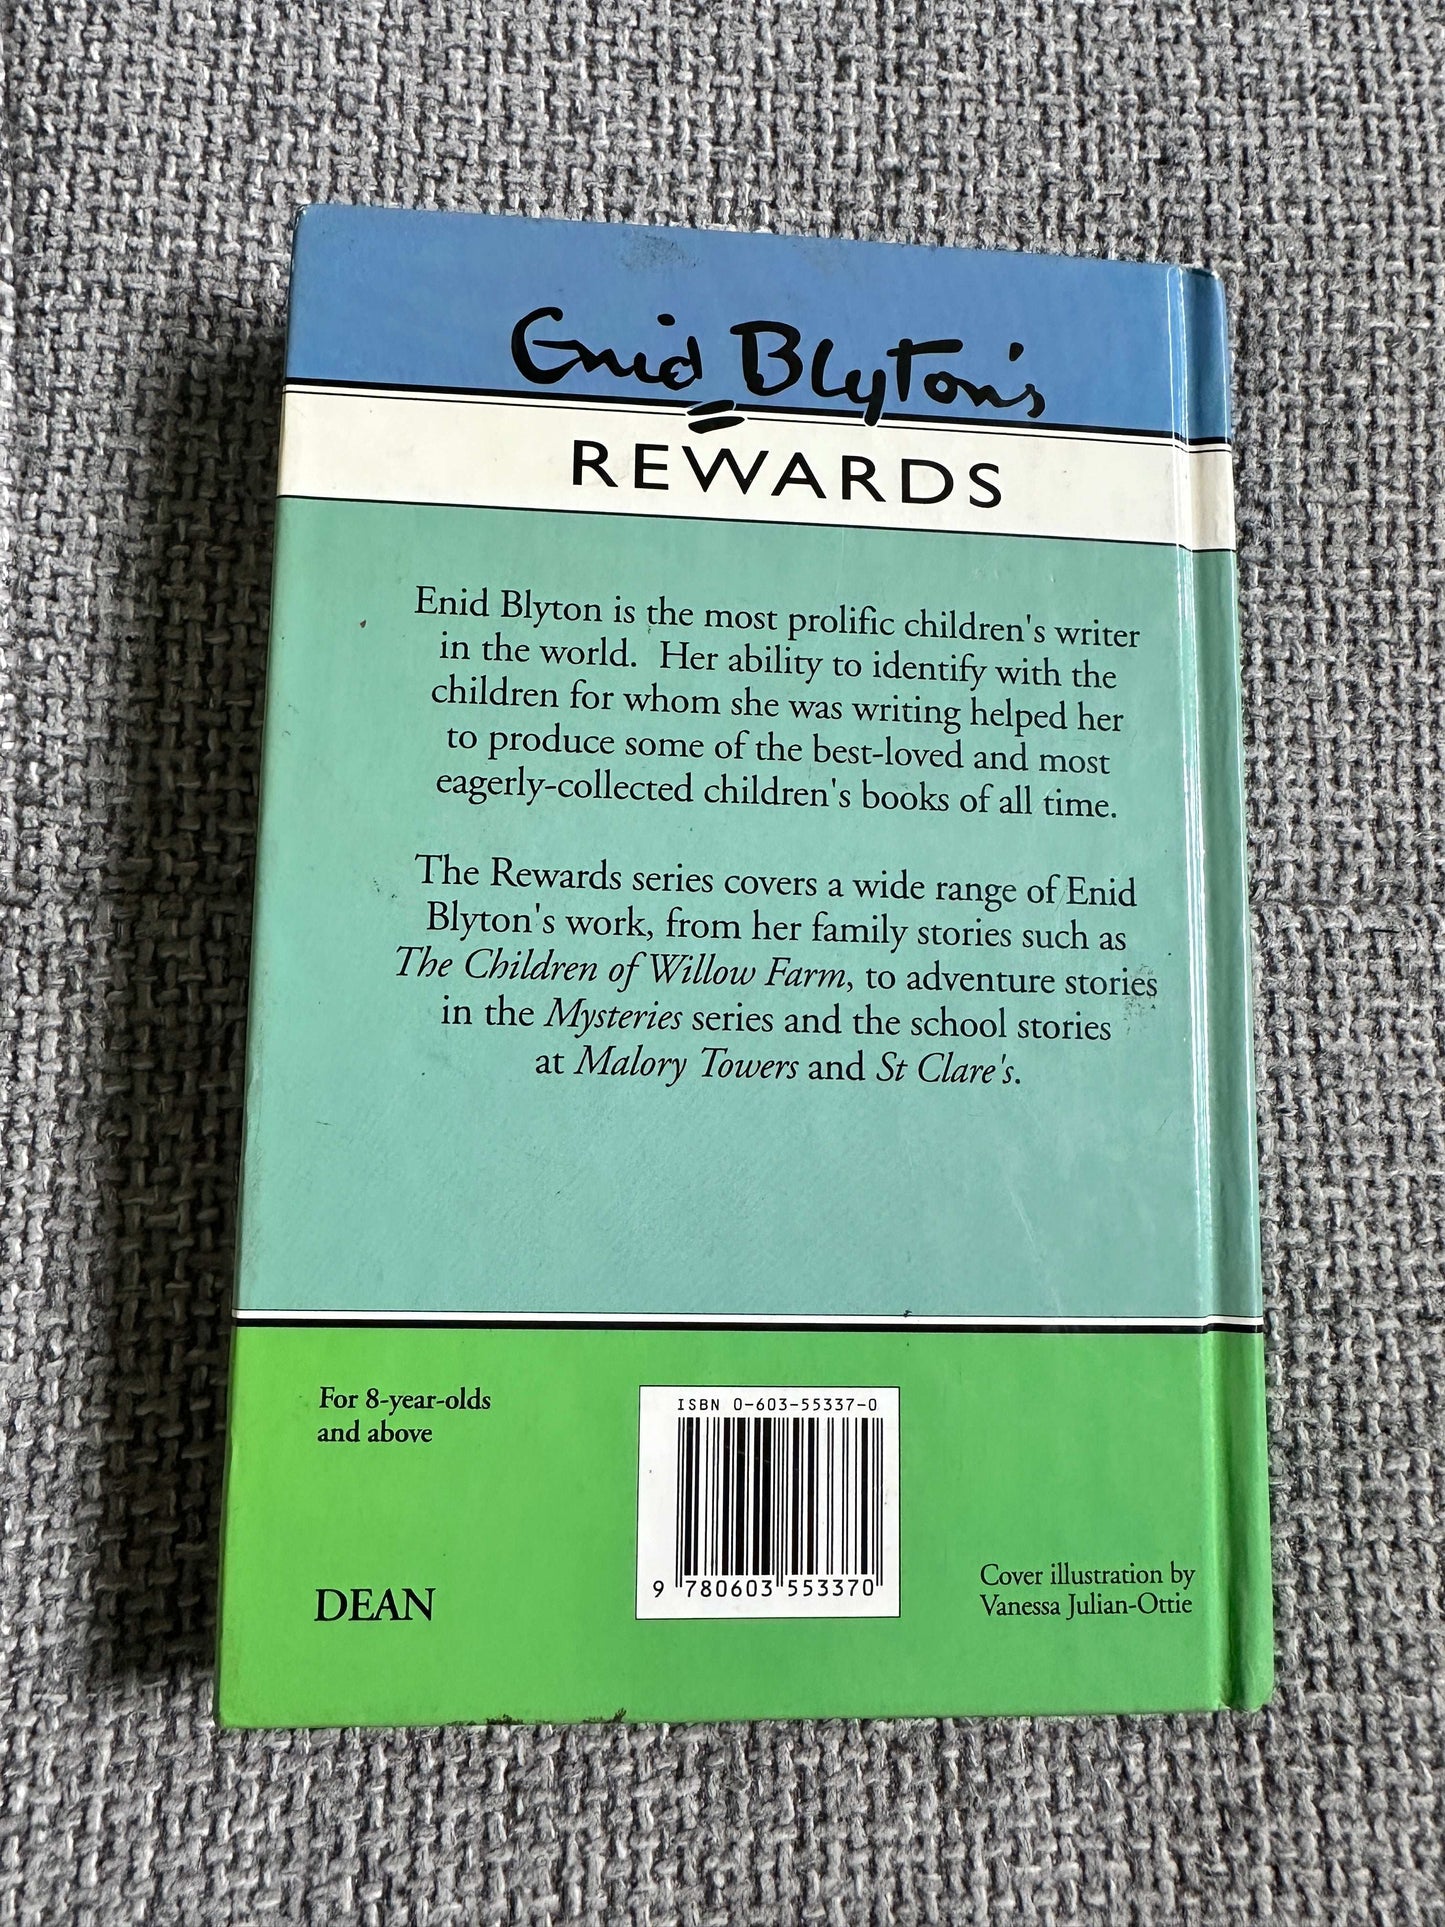 Enid Blyton's
REWARDS
Enid Blyton is the most prolific children's writer
in the world. Her ability to identify with the
children for whom she was writing helped her
to produce some of the best-loved and most
eagerly-collected children's books of all time.
The Rewards series covers a wide range of Enid
Blyton's work, from her family stories such as
The Children of Willow Farm, to adventure stories
in the Mysteries series and the school stories
at Malory Towers and St Clare's.
For 8-year-olds
and above
DEAN
ISBN 0-603-55337-0
9 780603 553370
Cover illustration by
Vanessa Julian-Ottie